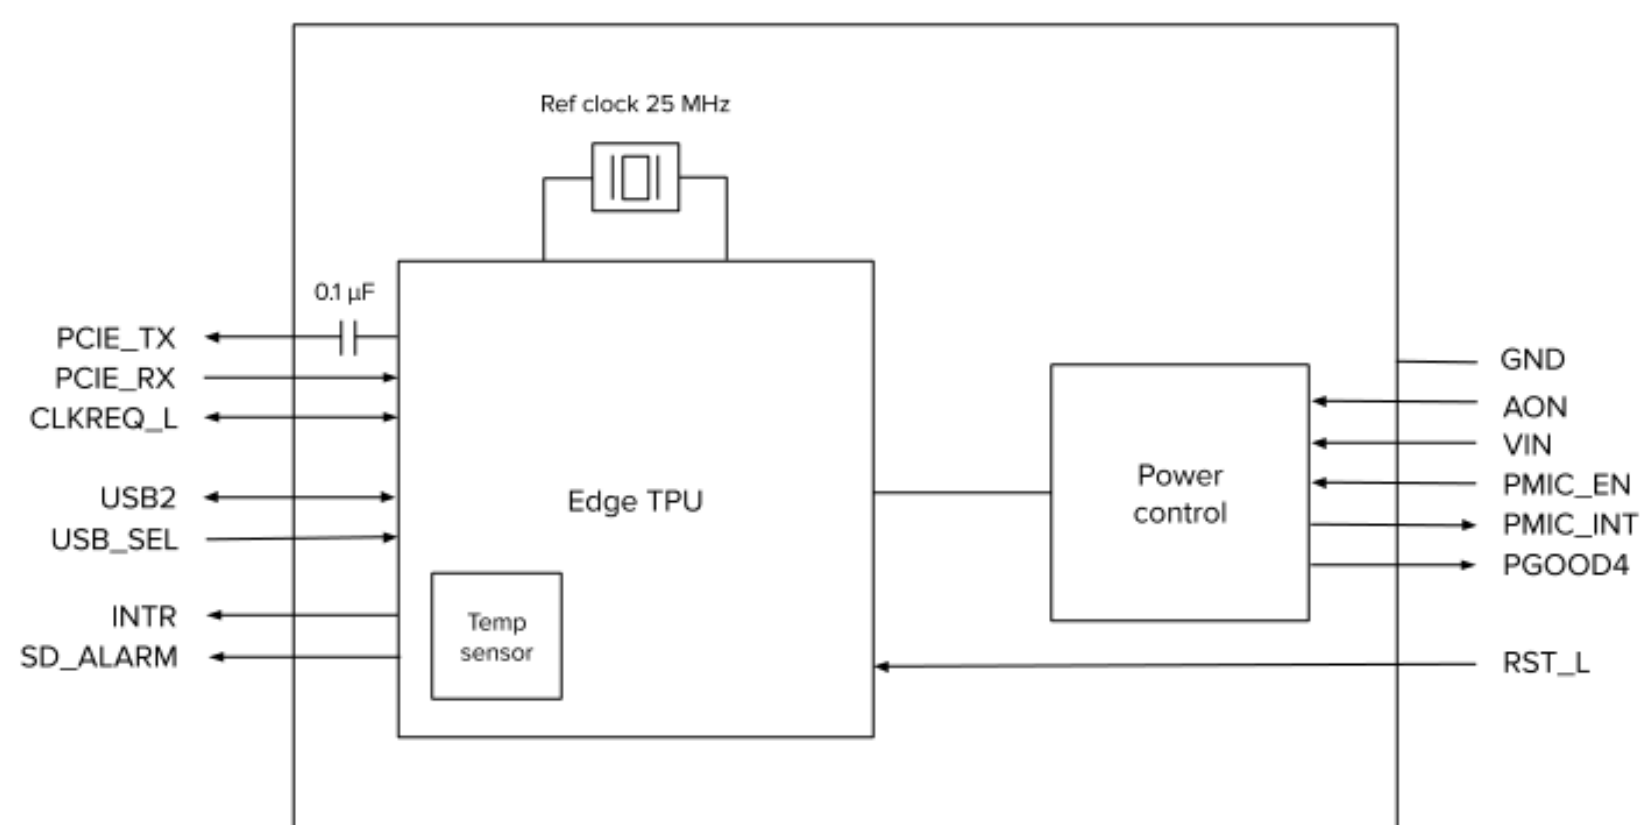 Ref clock 25 MHz
0.1 μF
PCIE_TX
PCIE_RX
CLKREQ_L
USB2
USB_SEL
INTR
SD_ALARM
Edge TPU
Temp
sensor
Power
control
GND
AON
VIN
PMIC_EN
PMIC_INT
PGOOD4
RST_L